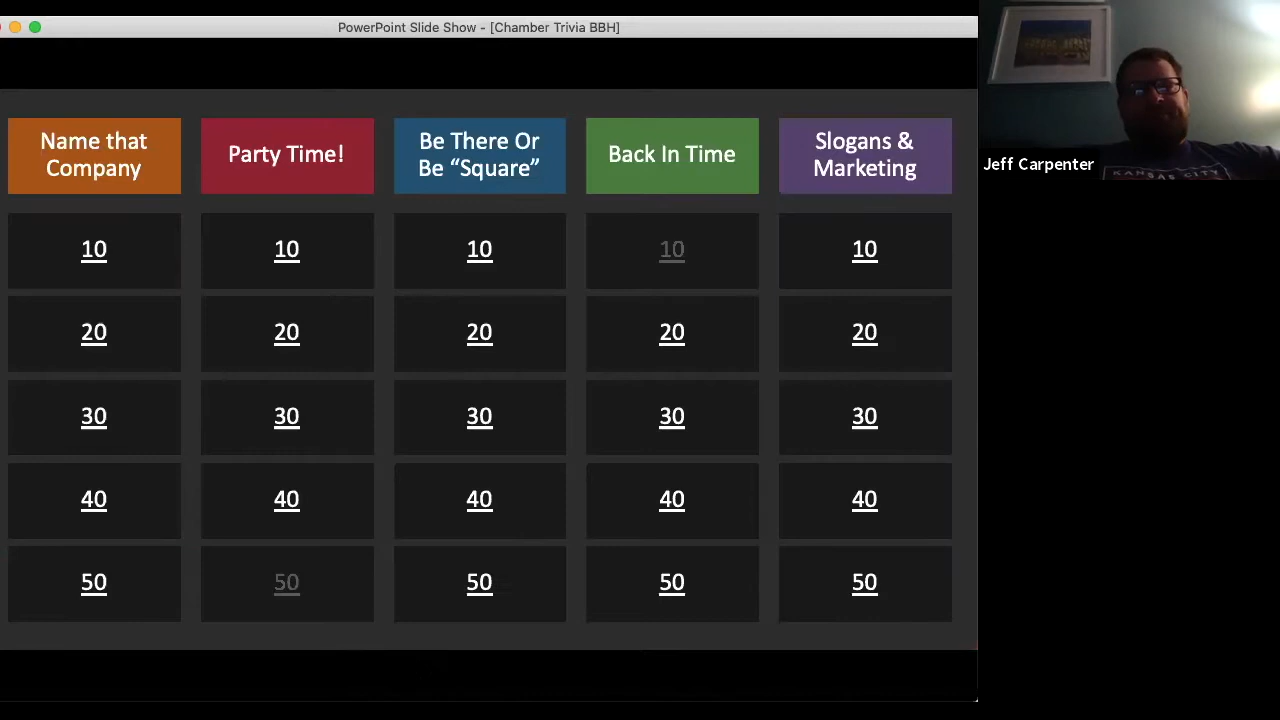 PowerPoint Slide Show - [Chamber Trivia BBH]
Name that
Company
Party Time!
Be There Or
Be “Square”
Back In Time
Slogans &
Marketing
10
10
10
10
10
20
20
20
20
20
30
30
30
30
30
40
40
40
40
40
50
50
50
50
50
Jeff Carpenter
KANSAS CITY